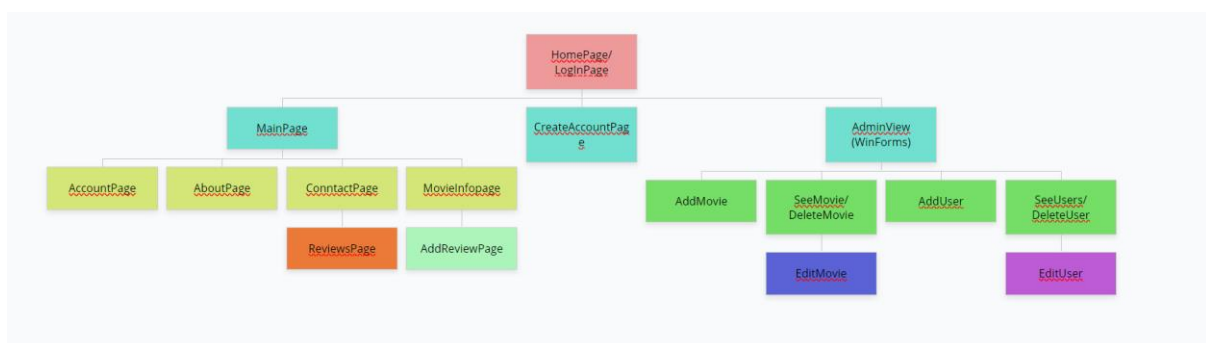 HomePage/
LogInPage
MainPage
CreateAccountPag
e
AdminView
(WinForms)
AccountPage
AboutPage
ConntactPage
MovieInfopage
AddMovie
SeeMovie/
DeleteMovie
AddUser
SeeUsers/
DeleteUser
ReviewsPage
AddReviewPage
EditMovie
EditUser